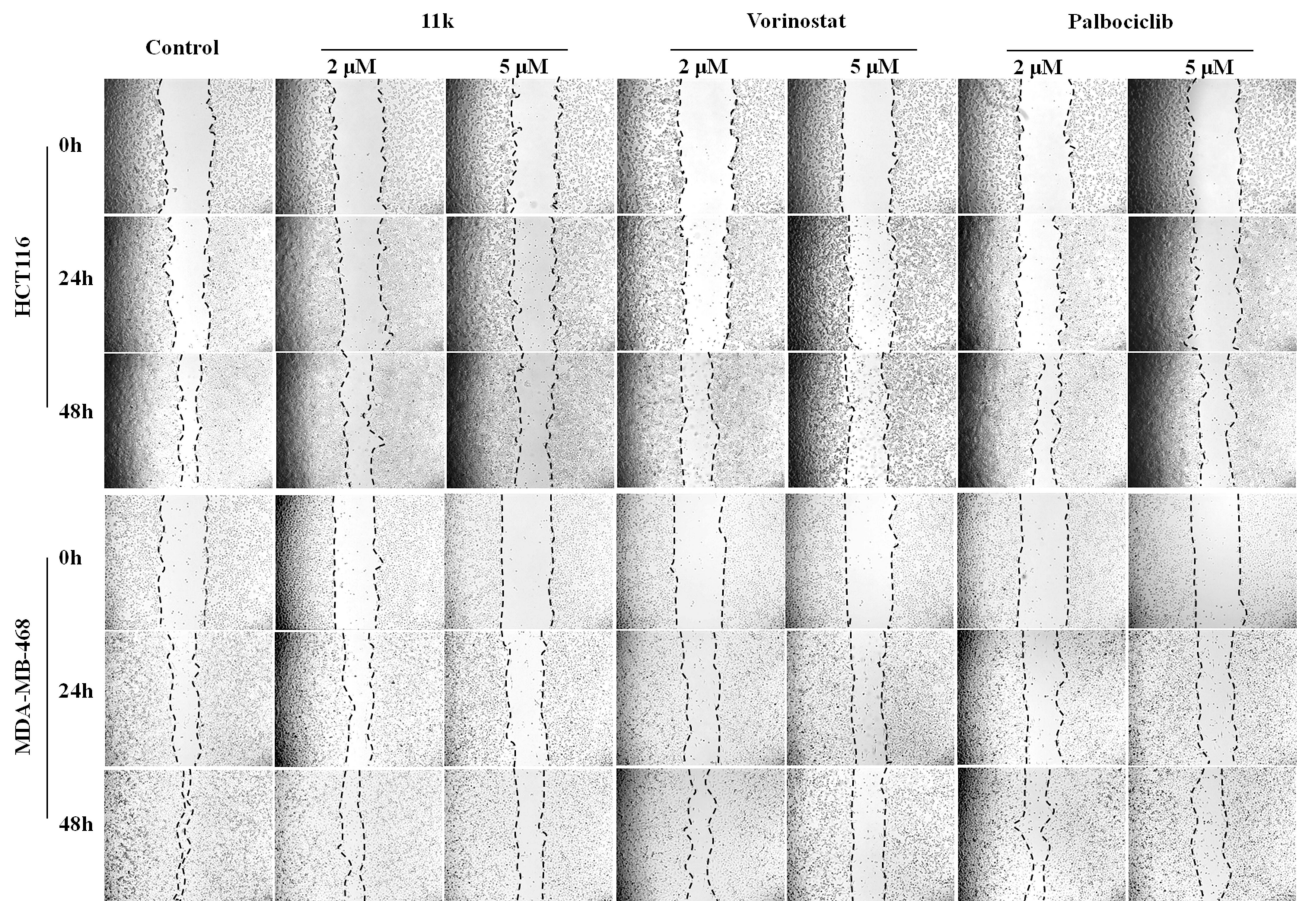 11k Vorinostat Palbociclib
Control
2 μM 5 μM 2 μM 5 μM 2 μM 5 μM
HCT116
0h
24h
48h
MDA-MB-468
0h
24h
48h